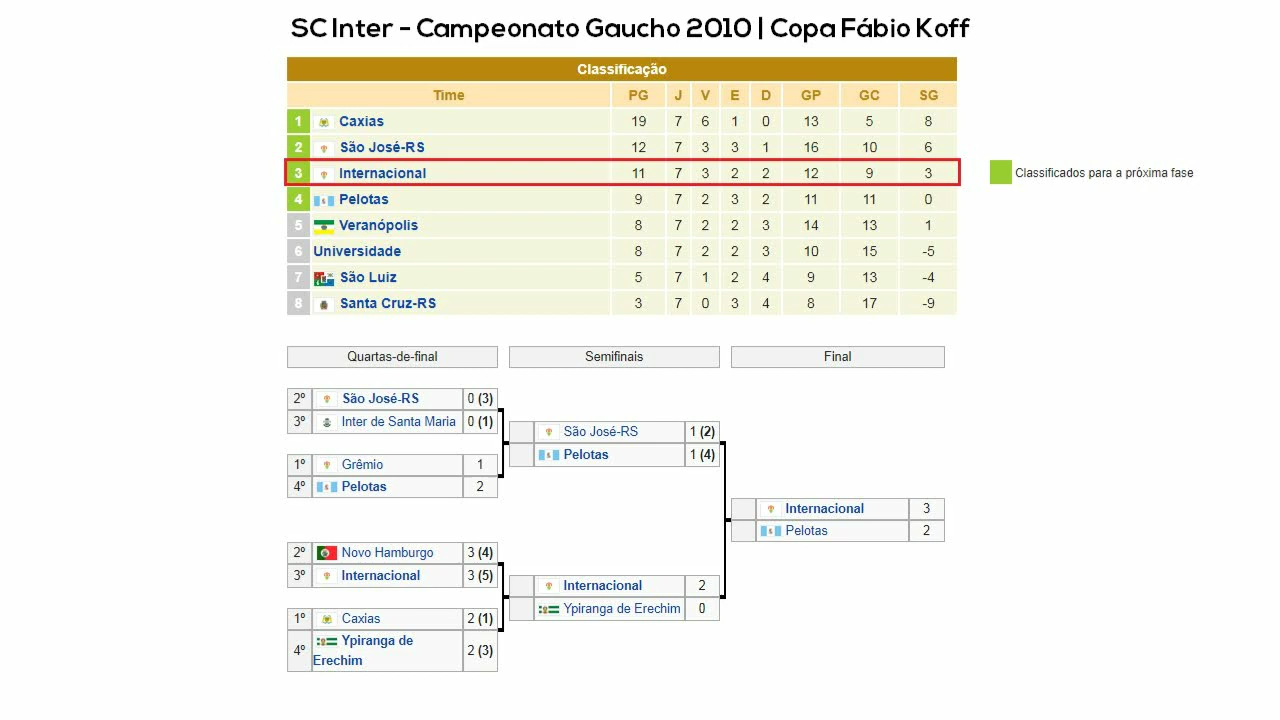 SC Inter - Campeonato Gaucho 2010 | Copa Fábio Koff
Classificação
Time PG J V E D GP GC SG
1 Caxias 19 7 6 1 0 13 5 8
2 São José-RS 12 7 3 3 1 16 10 6
3 Internacional 11 7 3 2 2 12 9 3
Classificados para a próxima fase
4 Pelotas 9 7 2 3 2 11 11 0
5 Veranópolis 8 7 2 2 3 14 13 1
6 Universidade 8 7 2 2 3 10 15 -5
7 São Luiz 5 7 1 2 4 9 13 -4
8 Santa Cruz-RS 3 7 0 3 4 8 17 -9
Quartas-de-final Semifinais Final
2º São José-RS 0 (3)
3º Inter de Santa Maria 0 (1)
São José-RS 1 (2)
Pelotas 1 (4)
1º Grêmio 1
4º Pelotas 2
Internacional 3
Pelotas 2
2º Novo Hamburgo 3 (4)
3º Internacional 3 (5)
Internacional 2
Ypiranga de Erechim 0
1º Caxias 2 (1)
4º Ypiranga de
Erechim 2 (3)